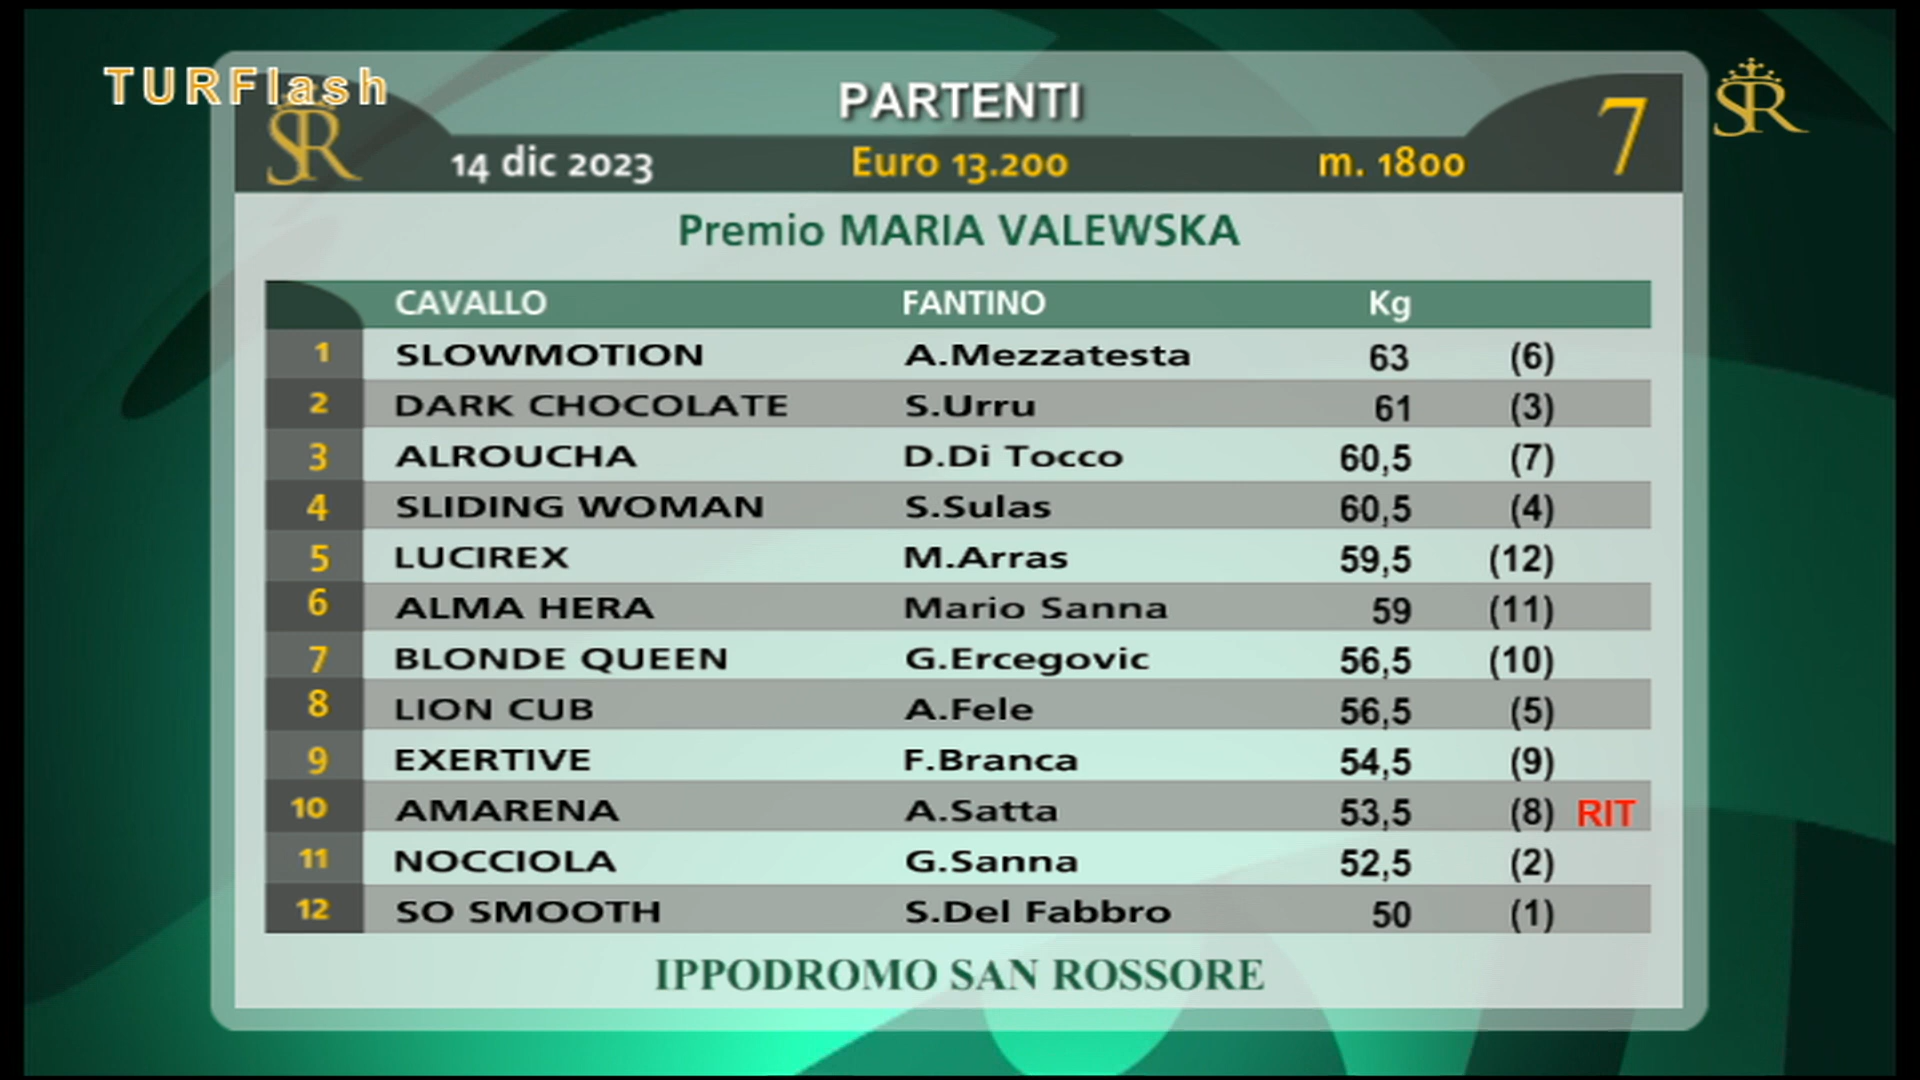 TURFlash
SR
PARTENTI
7
SR
14 dic 2023 Euro 13.200 m. 1800
Premio MARIA VALEWSKA
CAVALLO FANTINO Kg
1 SLOWMOTION A.Mezzatesta 63 (6)
2 DARK CHOCOLATE S.Urru 61 (3)
3 ALROUCHA D.Di Tocco 60,5 (7)
4 SLIDING WOMAN S.Sulas 60,5 (4)
5 LUCIREX M.Arras 59,5 (12)
6 ALMA HERA Mario Sanna 59 (11)
7 BLONDE QUEEN G.Ercegovic 56,5 (10)
8 LION CUB A.Fele 56,5 (5)
9 EXERTIVE F.Branca 54,5 (9)
10 AMARENA A.Satta 53,5 (8) RIT
11 NOCCIOLA G.Sanna 52,5 (2)
12 SO SMOOTH S.Del Fabbro 50 (1)
IPPODROMO SAN ROSSORE